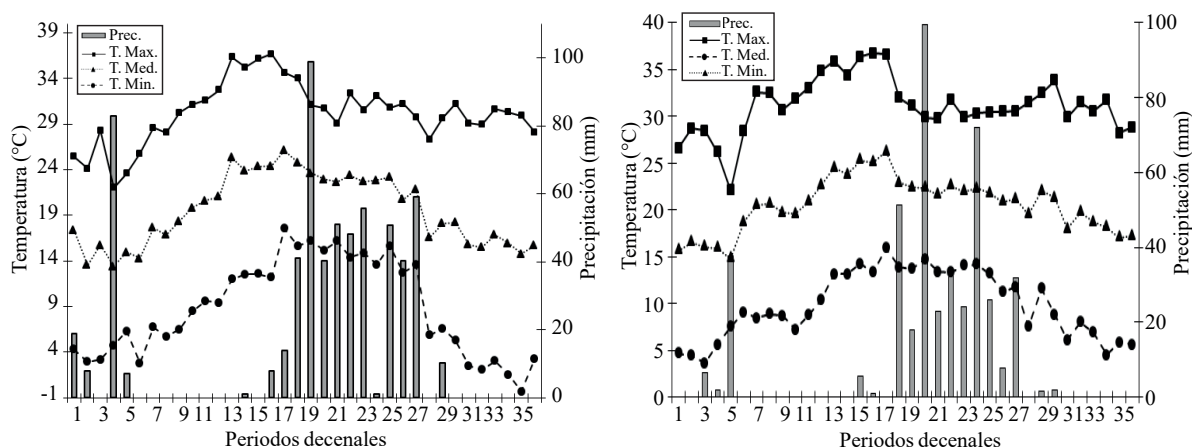 39
34
29
24
19
14
9
4
-1
Temperatura (°C)
Prec.
T. Max.
T. Med.
T. Min.
100
80
60
40
20
0
Precipitación (mm)
1 3 5 7 9 11 13 15 17 19 21 23 25 27 29 31 33 35
Periodos decenales
40
35
30
25
20
15
10
5
0
Temperatura (°C)
Prec.
T. Max.
T. Med.
T. Min.
100
80
60
40
20
0
Precipitación (mm)
1 3 5 7 9 11 13 15 17 19 21 23 25 27 29 31 33 35
Periodos decenales